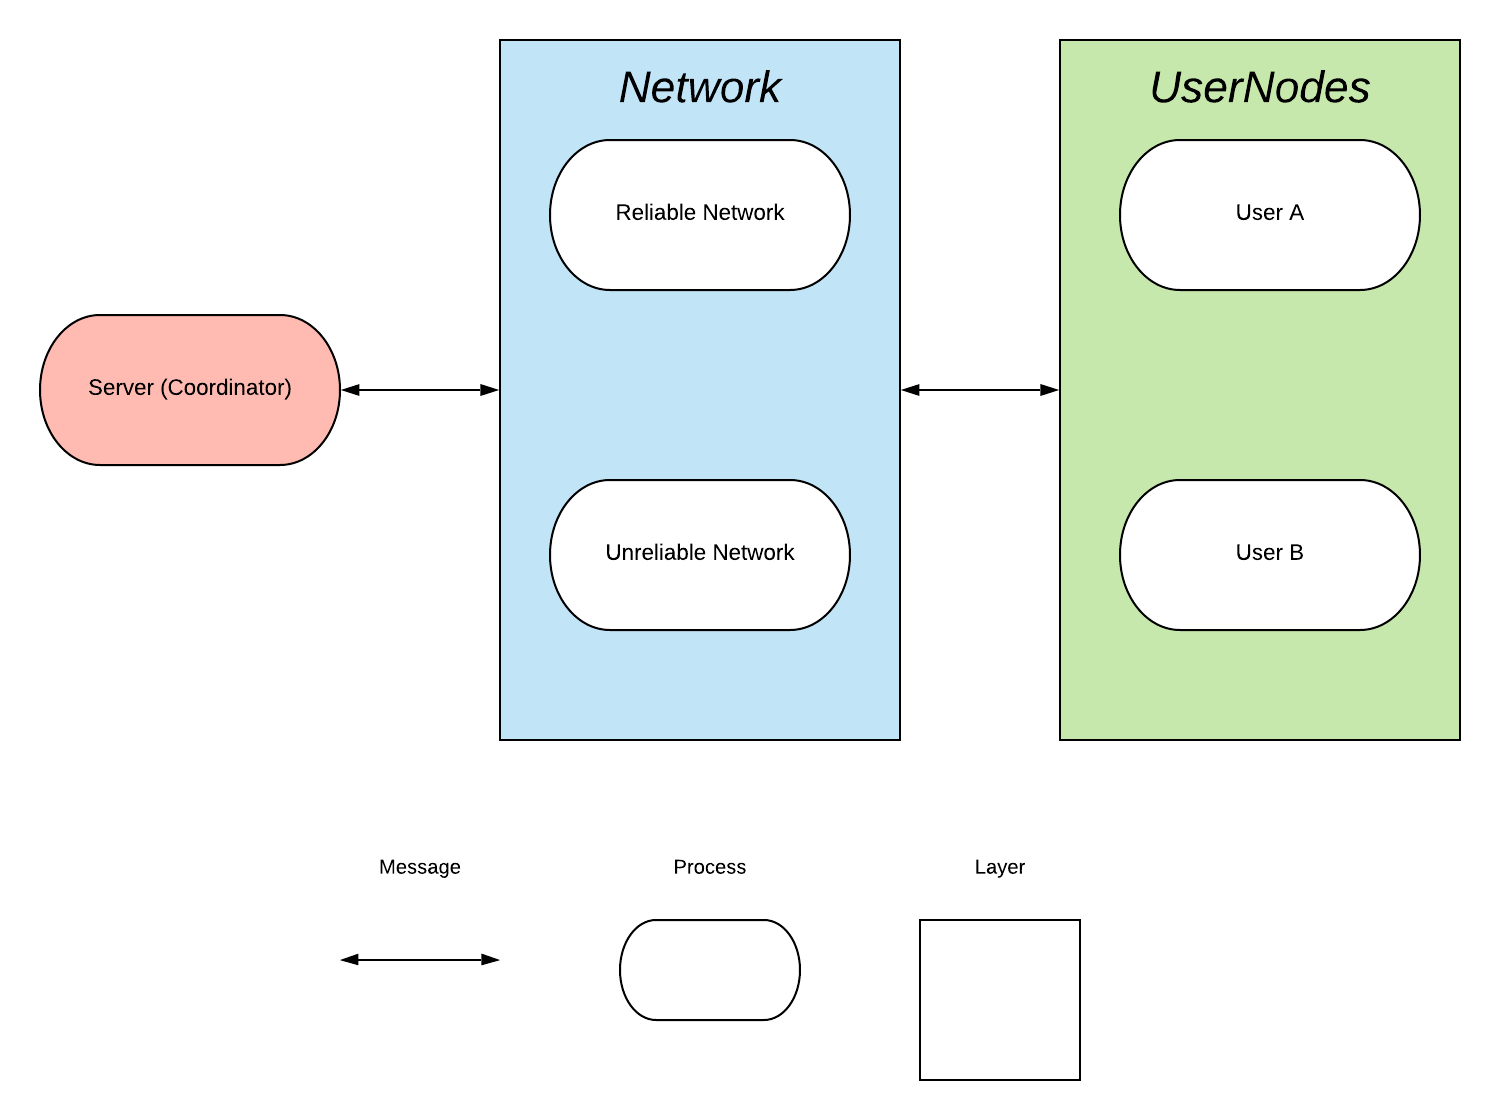 Network
UserNodes
Reliable Network
User A
Server (Coordinator)
Unreliable Network
User B
Message
Process
Layer